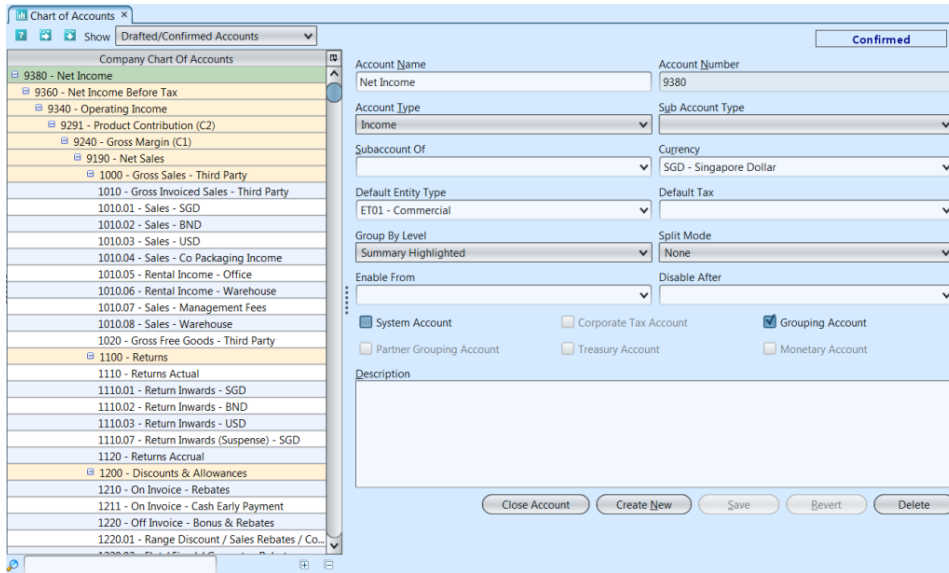 Chart of Accounts ×
Show Drafted/Confirmed Accounts
Confirmed
Company Chart Of Accounts
9380 - Net Income
9360 - Net Income Before Tax
9340 - Operating Income
9291 - Product Contribution (C2)
9240 - Gross Margin (C1)
9190 - Net Sales
1000 - Gross Sales - Third Party
1010 - Gross Invoiced Sales - Third Party
1010.01 - Sales - SGD
1010.02 - Sales - BND
1010.03 - Sales - USD
1010.04 - Sales - Co Packaging Income
1010.05 - Rental Income - Office
1010.06 - Rental Income - Warehouse
1010.07 - Sales - Management Fees
1010.08 - Sales - Warehouse
1020 - Gross Free Goods - Third Party
1100 - Returns
1110 - Returns Actual
1110.01 - Return Inwards - SGD
1110.02 - Return Inwards - BND
1110.03 - Return Inwards - USD
1110.07 - Return Inwards (Suspense) - SGD
1120 - Returns Accrual
1200 - Discounts & Allowances
1210 - On Invoice - Rebates
1211 - On Invoice - Cash Early Payment
1220 - Off Invoice - Bonus & Rebates
1220.01 - Range Discount / Sales Rebates / Co...
Account Name Account Number
Net Income 9380
Account Type Sub Account Type
Income
Subaccount Of Currency
SGD - Singapore Dollar
Default Entity Type Default Tax
ET01 - Commercial
Group By Level Split Mode
Summary Highlighted None
Enable From Disable After
System Account Corporate Tax Account Grouping Account
Partner Grouping Account Treasury Account Monetary Account
Description
Close Account Create New Save Revert Delete